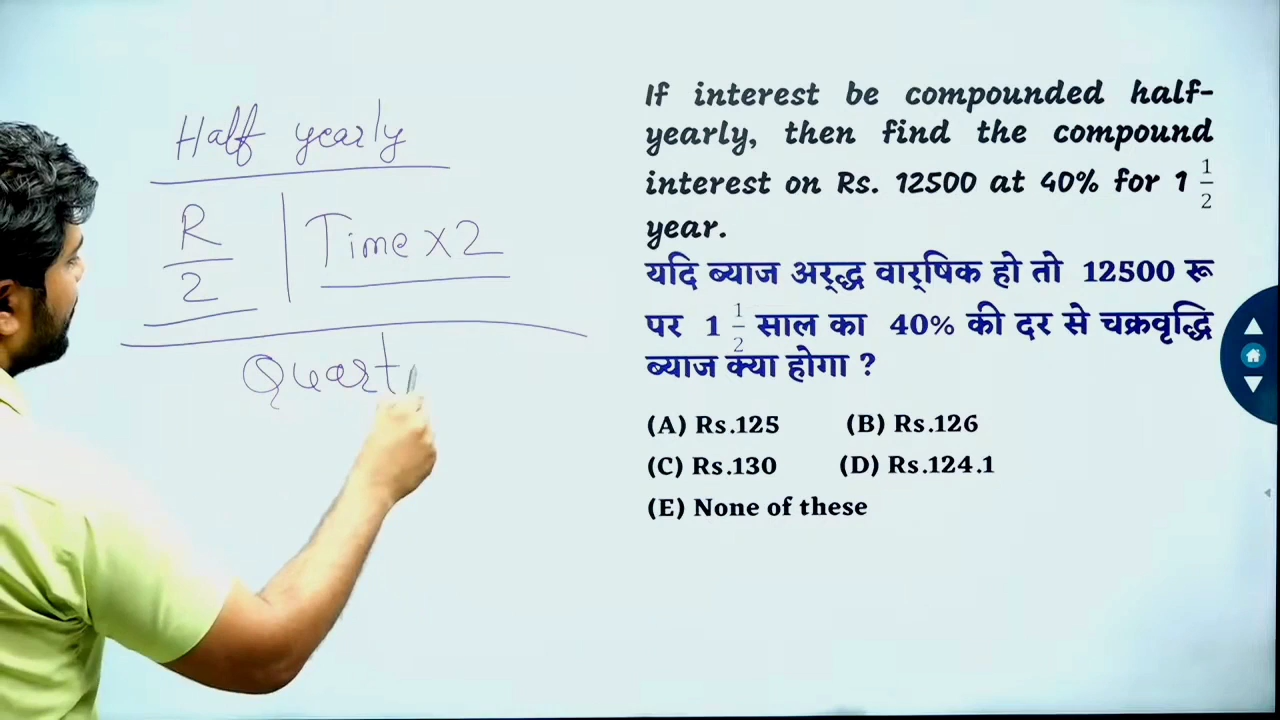 Half yearly
R
2
Time × 2
Quart
If interest be compounded half-
yearly, then find the compound
interest on Rs. 12500 at 40% for 1 1/2
year.
यदि ब्याज अर्द्ध वार्षिक हो तो 12500 रू
पर 1 1/2 साल का 40% की दर से चक्रवृद्धि
ब्याज क्या होगा ?
(A) Rs.125 (B) Rs.126
(C) Rs.130 (D) Rs.124.1
(E) None of these